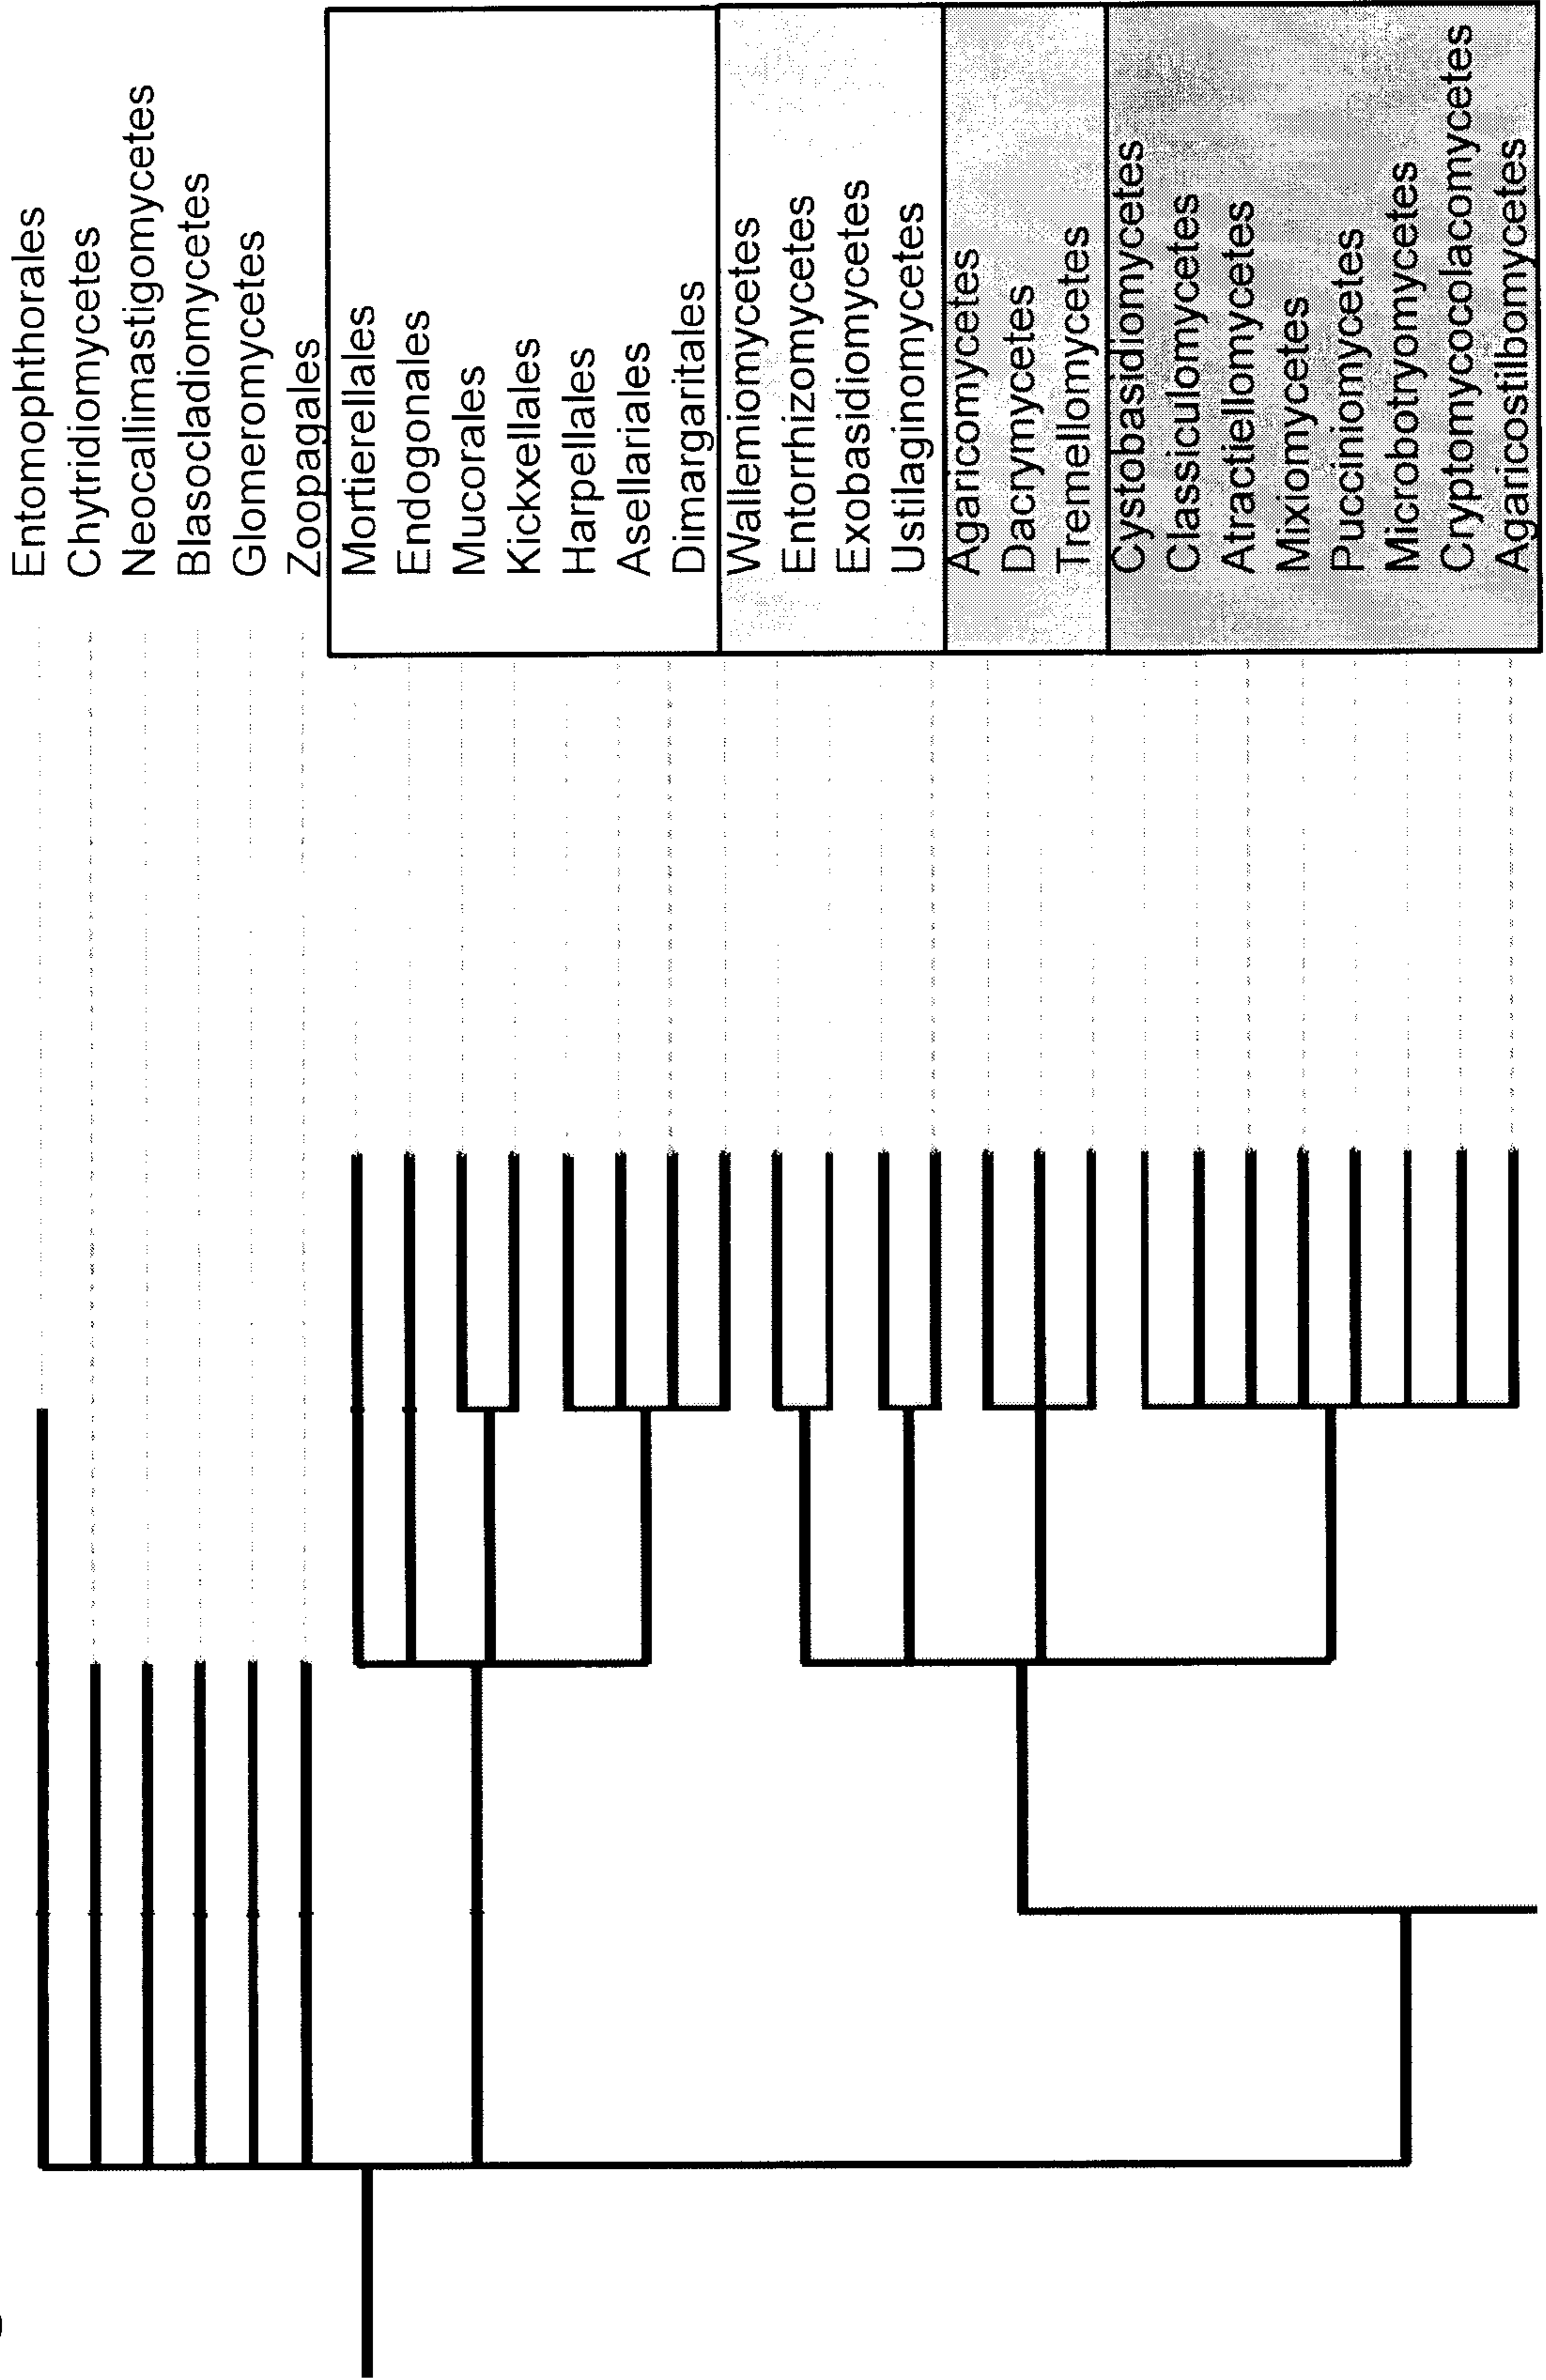 Entomophthorales
Chytridiomycetes
Neocallimastigomycetes
Blasocladiomycetes
Glomeromycetes
Zoopagales
Mortierellales
Endogonales
Mucorales
Kickxellales
Harpellales
Asellariales
Dimargaritales
Wallemiomycetes
Entorrhizomycetes
Exobasidiomycetes
Ustilaginomycetes
Agaricomycetes
Dacrymycetes
Tremellomycetes
Cystobasidiomycetes
Classiculomycetes
Atractiellomycetes
Mixiomycetes
Pucciniomycetes
Microbotryomycetes
Cryptomycocolacomycetes
Agaricostilbomycetes